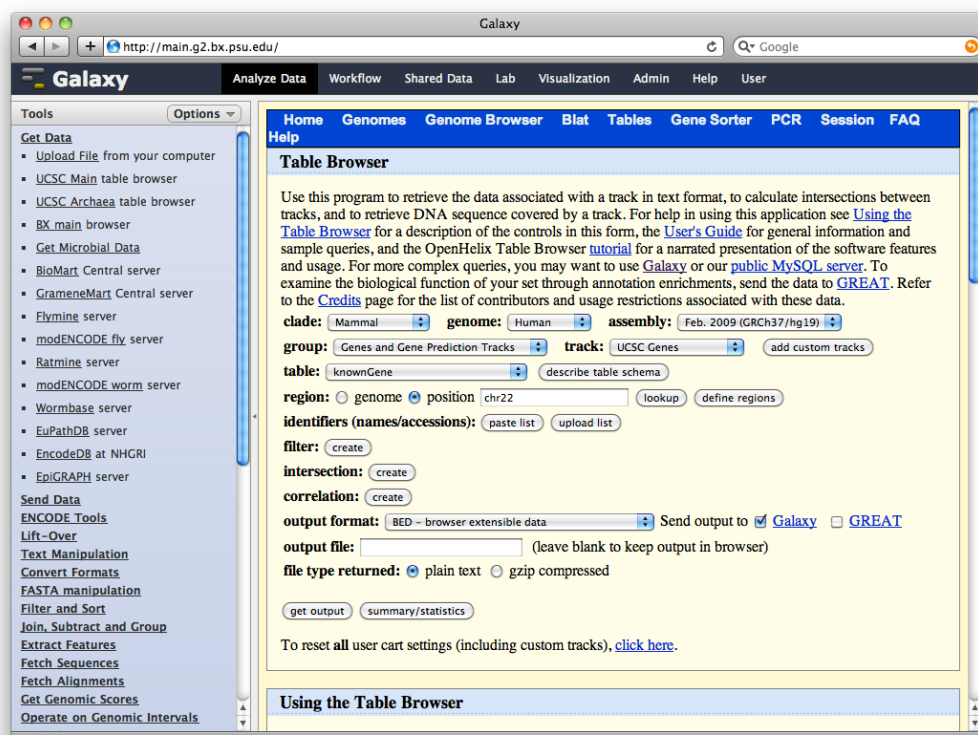 Galaxy
http://main.g2.bx.psu.edu/
Google
Galaxy
Analyze Data Workflow Shared Data Lab Visualization Admin Help User
Tools Options
Get Data
Upload File from your computer
UCSC Main table browser
UCSC Archaea table browser
BX main browser
Get Microbial Data
BioMart Central server
GrameneMart Central server
Flymine server
modENCODE fly server
Ratmine server
modENCODE worm server
Wormbase server
EuPathDB server
EncodeDB at NHGRI
EpiGRAPH server
Send Data
ENCODE Tools
Lift-Over
Text Manipulation
Convert Formats
FASTA manipulation
Filter and Sort
Join, Subtract and Group
Extract Features
Fetch Sequences
Fetch Alignments
Get Genomic Scores
Operate on Genomic Intervals
Home Genomes Genome Browser Blat Tables Gene Sorter PCR Session FAQ
Help
Table Browser
Use this program to retrieve the data associated with a track in text format, to calculate intersections between
tracks, and to retrieve DNA sequence covered by a track. For help in using this application see Using the
Table Browser for a description of the controls in this form, the User's Guide for general information and
sample queries, and the OpenHelix Table Browser tutorial for a narrated presentation of the software features
and usage. For more complex queries, you may want to use Galaxy or our public MySQL server. To
examine the biological function of your set through annotation enrichments, send the data to GREAT. Refer
to the Credits page for the list of contributors and usage restrictions associated with these data.
clade: Mammal genome: Human assembly: Feb. 2009 (GRCh37/hg19)
group: Genes and Gene Prediction Tracks track: UCSC Genes add custom tracks
table: knownGene describe table schema
region: genome position chr22 lookup define regions
identifiers (names/accessions): paste list upload list
filter: create
intersection: create
correlation: create
output format: BED – browser extensible data Send output to Galaxy GREAT
output file: (leave blank to keep output in browser)
file type returned: plain text gzip compressed
get output summary/statistics
To reset all user cart settings (including custom tracks), click here.
Using the Table Browser